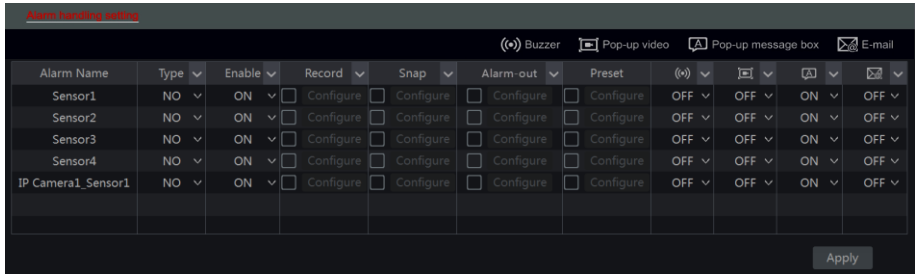 Alarm handling setting
Buzzer Pop-up video A Pop-up message box E-mail
Alarm Name Type Enable Record Snap Alarm-out Preset A
Sensor1 NO ON Configure Configure Configure Configure OFF OFF ON OFF
Sensor2 NO ON Configure Configure Configure Configure OFF OFF ON OFF
Sensor3 NO ON Configure Configure Configure Configure OFF OFF ON OFF
Sensor4 NO ON Configure Configure Configure Configure OFF OFF ON OFF
IP Camera1_Sensor1 NO ON Configure Configure Configure Configure OFF OFF ON OFF
Apply